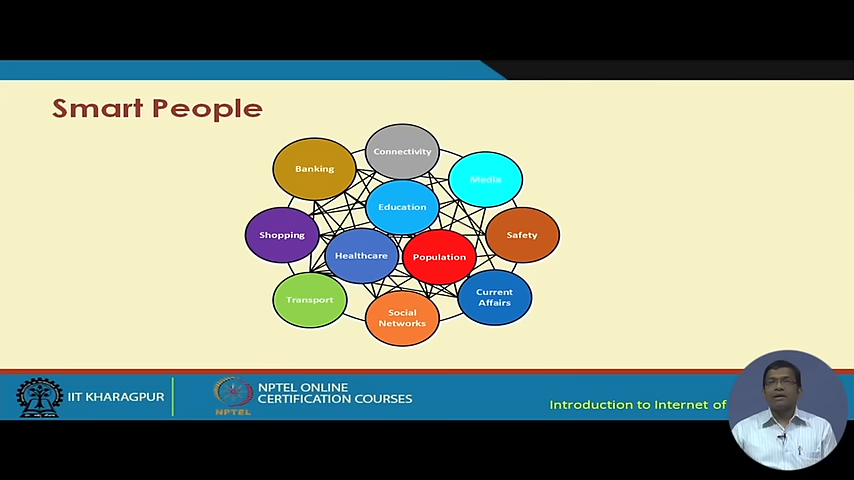 Smart People
Connectivity
Banking
Media
Education
Shopping
Safety
Healthcare
Population
Current
Affairs
Transport
Social
Networks
IIT KHARAGPUR
NPTEL
NPTEL ONLINE
CERTIFICATION COURSES
Introduction to Internet of